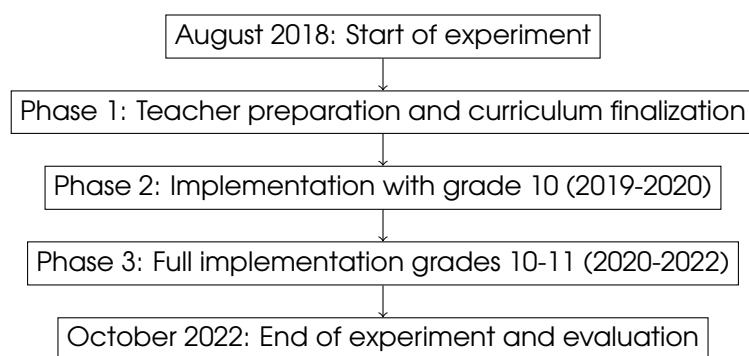 August 2018: Start of experiment
Phase 1: Teacher preparation and curriculum finalization
Phase 2: Implementation with grade 10 (2019-2020)
Phase 3: Full implementation grades 10-11 (2020-2022)
October 2022: End of experiment and evaluation